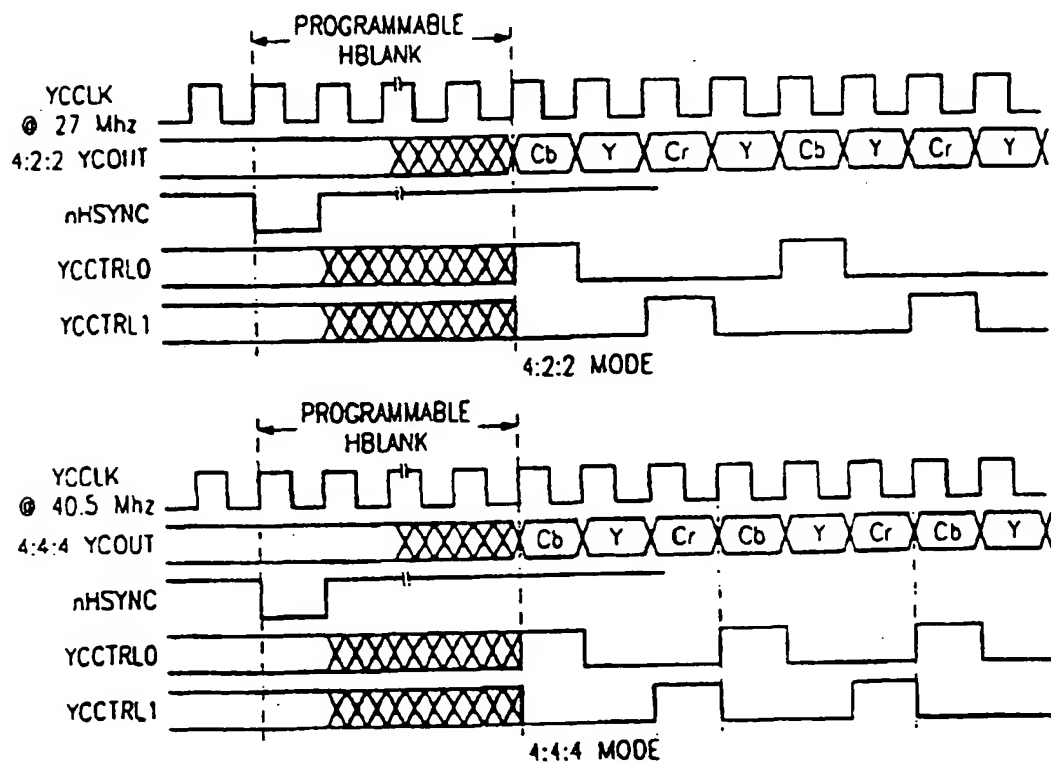 PROGRAMMABLE
HBLANK
YCCLK
@ 27 Mhz
4:2:2 YCOUT
Cb Y Cr Y Cb Y Cr Y
nHSYNC
YCCTRL0
YCCTRL1
4:2:2 MODE
PROGRAMMABLE
HBLANK
YCCLK
@ 40.5 Mhz
4:4:4 YCOUT
Cb Y Cr Cb Y Cr Cb Y
nHSYNC
YCCTRL0
YCCTRL1
4:4:4 MODE